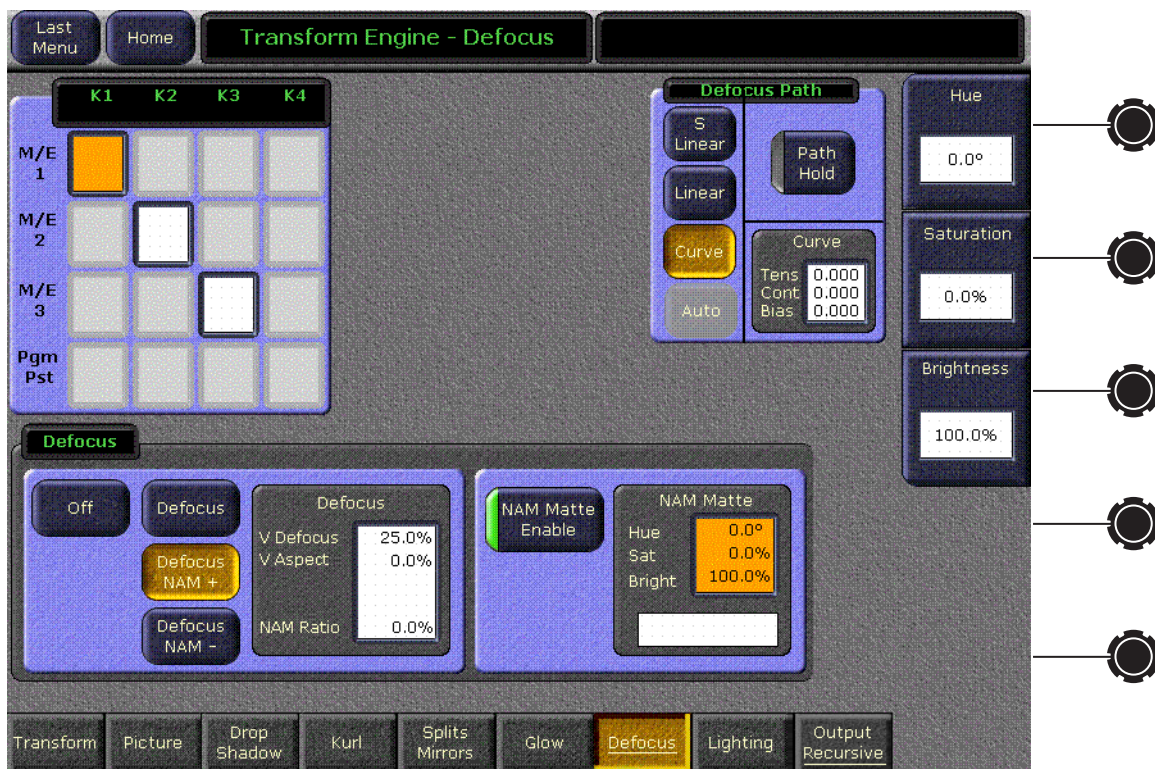 Last
Menu
Home
Transform Engine - Defocus
K1 K2 K3 K4
M/E
1
M/E
2
M/E
3
Pgm
Pst
Defocus Path
S
Linear
Linear
Curve
Auto
Path
Hold
Curve
Tens 0.000
Cont 0.000
Bias 0.000
Hue
0.0°
Saturation
0.0%
Brightness
100.0%
Defocus
Off
Defocus
Defocus
NAM +
Defocus
NAM -
Defocus
V Defocus 25.0%
V Aspect 0.0%
NAM Ratio 0.0%
NAM Matte
Enable
NAM Matte
Hue 0.0°
Sat 0.0%
Bright 100.0%
Transform
Picture
Drop
Shadow
Kurl
Splits
Mirrors
Glow
Defocus
Lighting
Output
Recursive